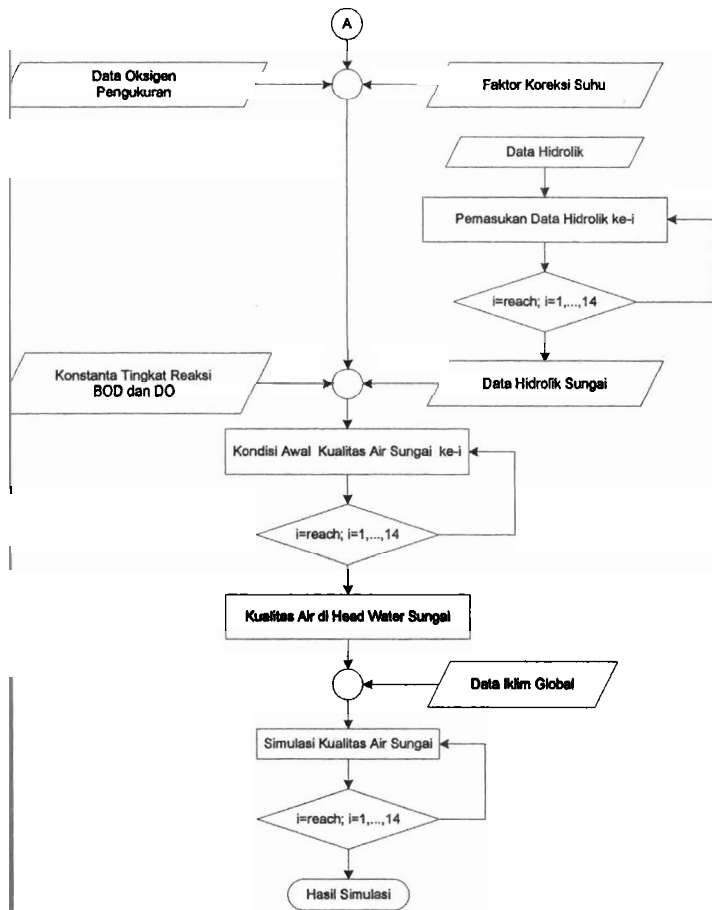 A
Data Oksigen
Pengukuran
Faktor Koreksi Suhu
Data Hidrolik
Pemasukan Data Hidrolik ke-i
i=reach; i=1,...,14
Konstanta Tingkat Reaksi
BOD dan DO
Data Hidrolik Sungai
Kondisi Awal Kualitas Air Sungai ke-i
i=reach; i=1,...,14
Kualitas Air di Head Water Sungai
Data Iklim Global
Simulasi Kualitas Air Sungai
i=reach; i=1,...,14
Hasil Simulasi